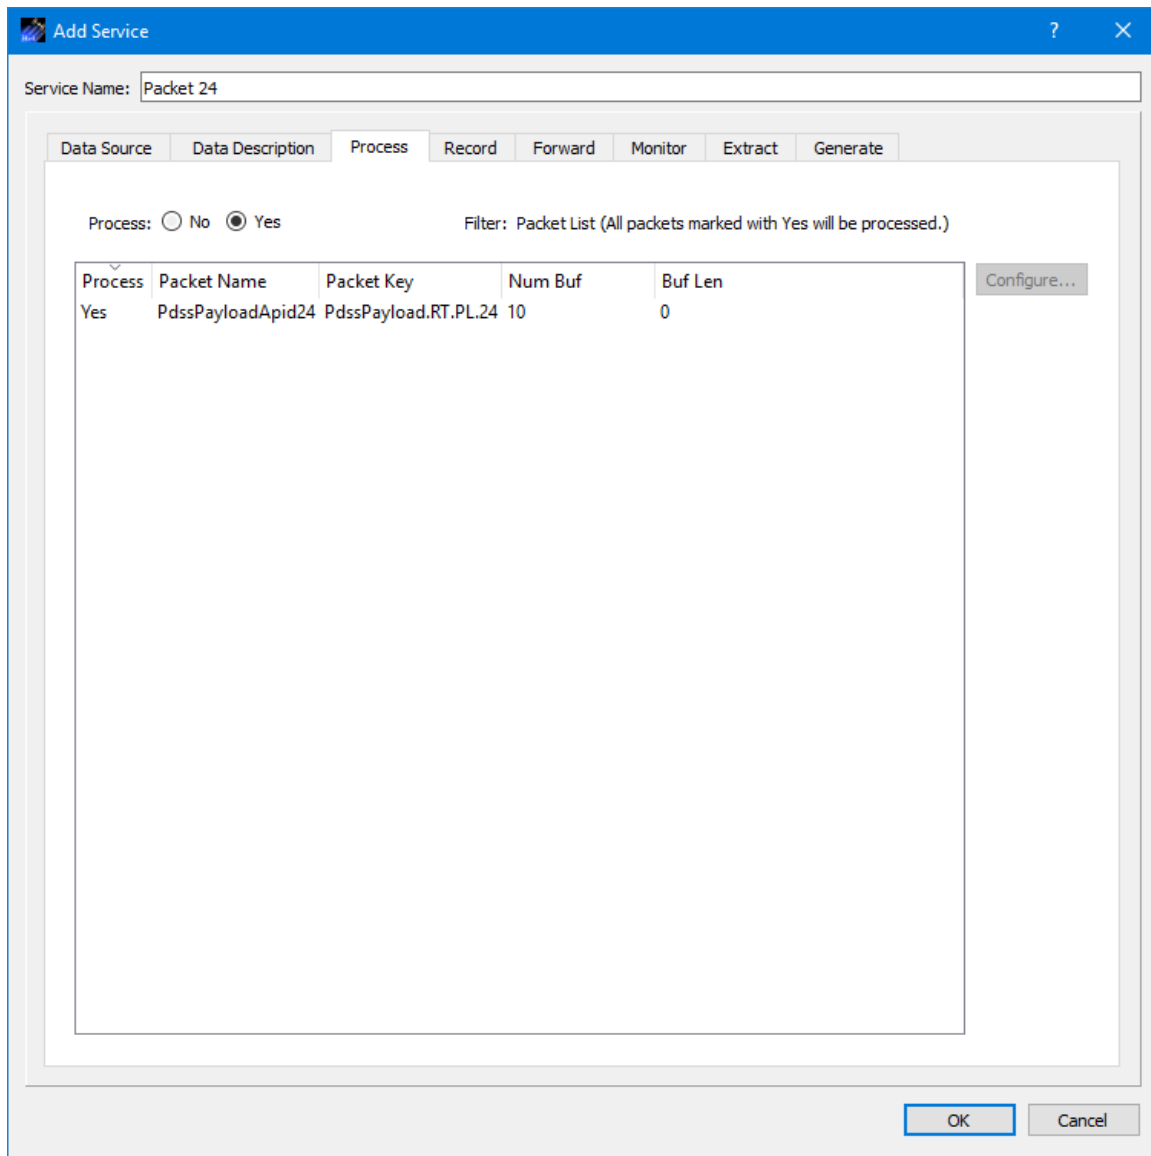 Add Service
?
Service Name: Packet 24
Data Source Data Description Process Record Forward Monitor Extract Generate
Process: No Yes Filter: Packet List (All packets marked with Yes will be processed.)
Process Packet Name Packet Key Num Buf Buf Len Configure...
Yes PdssPayloadApid24 PdssPayload.RT.PL.24 10 0
OK Cancel